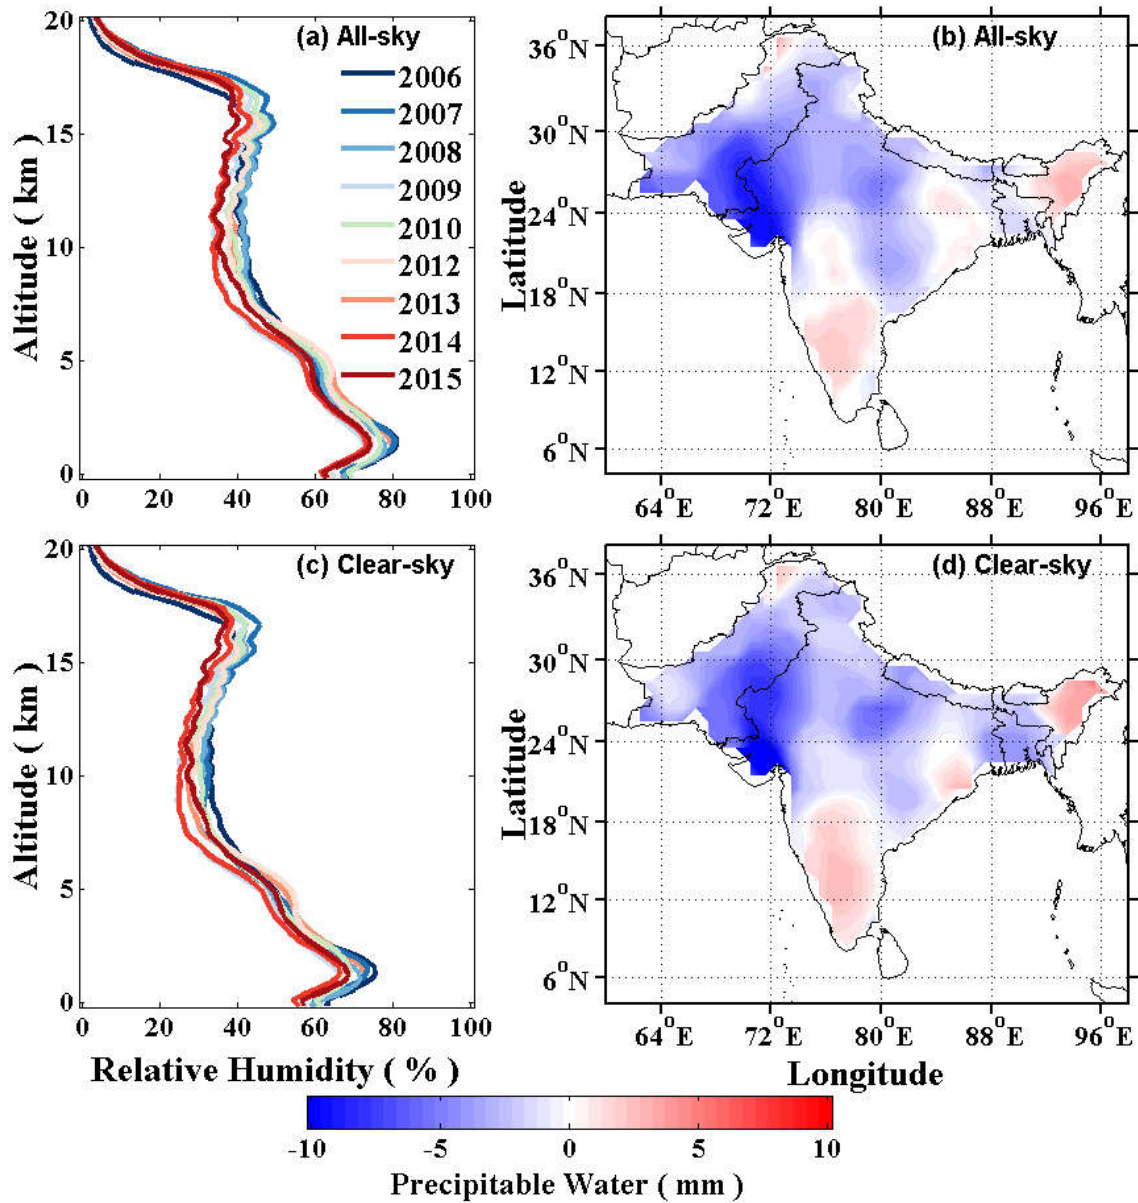 (a) All-sky
2006
2007
2008
2009
2010
2012
2013
2014
2015
20
15
10
5
0
Altitude ( km )
0 20 40 60 80 100
(b) All-sky
36°N
30°N
24°N
18°N
12°N
6°N
Latitude
64°E 72°E 80°E 88°E 96°E
(c) Clear-sky
20
15
10
5
0
Altitude ( km )
0 20 40 60 80 100
Relative Humidity ( % )
(d) Clear-sky
36°N
30°N
24°N
18°N
12°N
6°N
Latitude
64°E 72°E 80°E 88°E 96°E
Longitude
-10 -5 0 5 10
Precipitable Water ( mm )